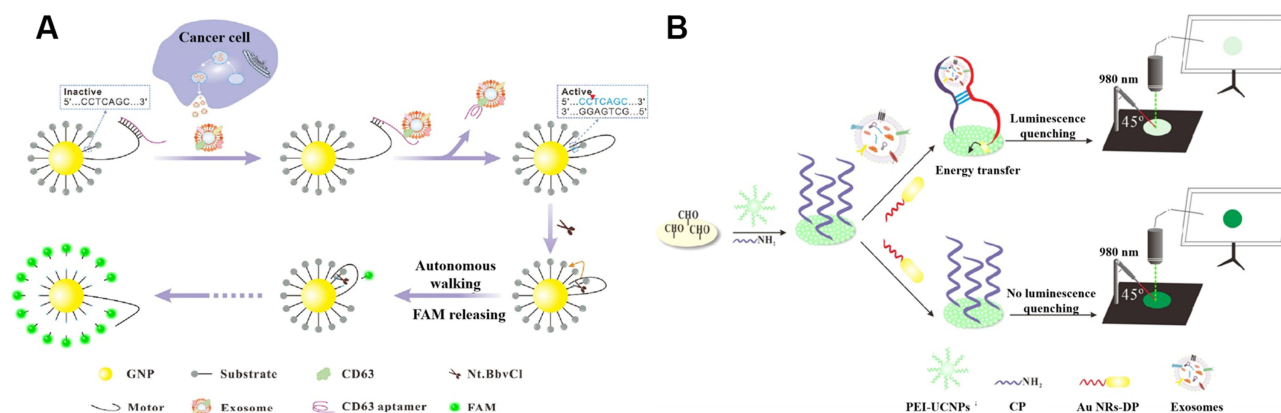 A
Cancer cell
Inactive
5'...CCTCAGC...3'
Active
5'...CCTCAGC...3'
3'...GGAGTCG...5'
Autonomous
walking
FAM releasing
GNP
Substrate
CD63
Nt.BbvCl
Motor
Exosome
CD63 aptamer
FAM
B
CHO
CHO CHO
NH2
Energy transfer
Luminescence
quenching
980 nm
45°
No luminescence
quenching
980 nm
45°
NH2
PEI-UCNPs
CP
Au NRs-DP
Exosomes